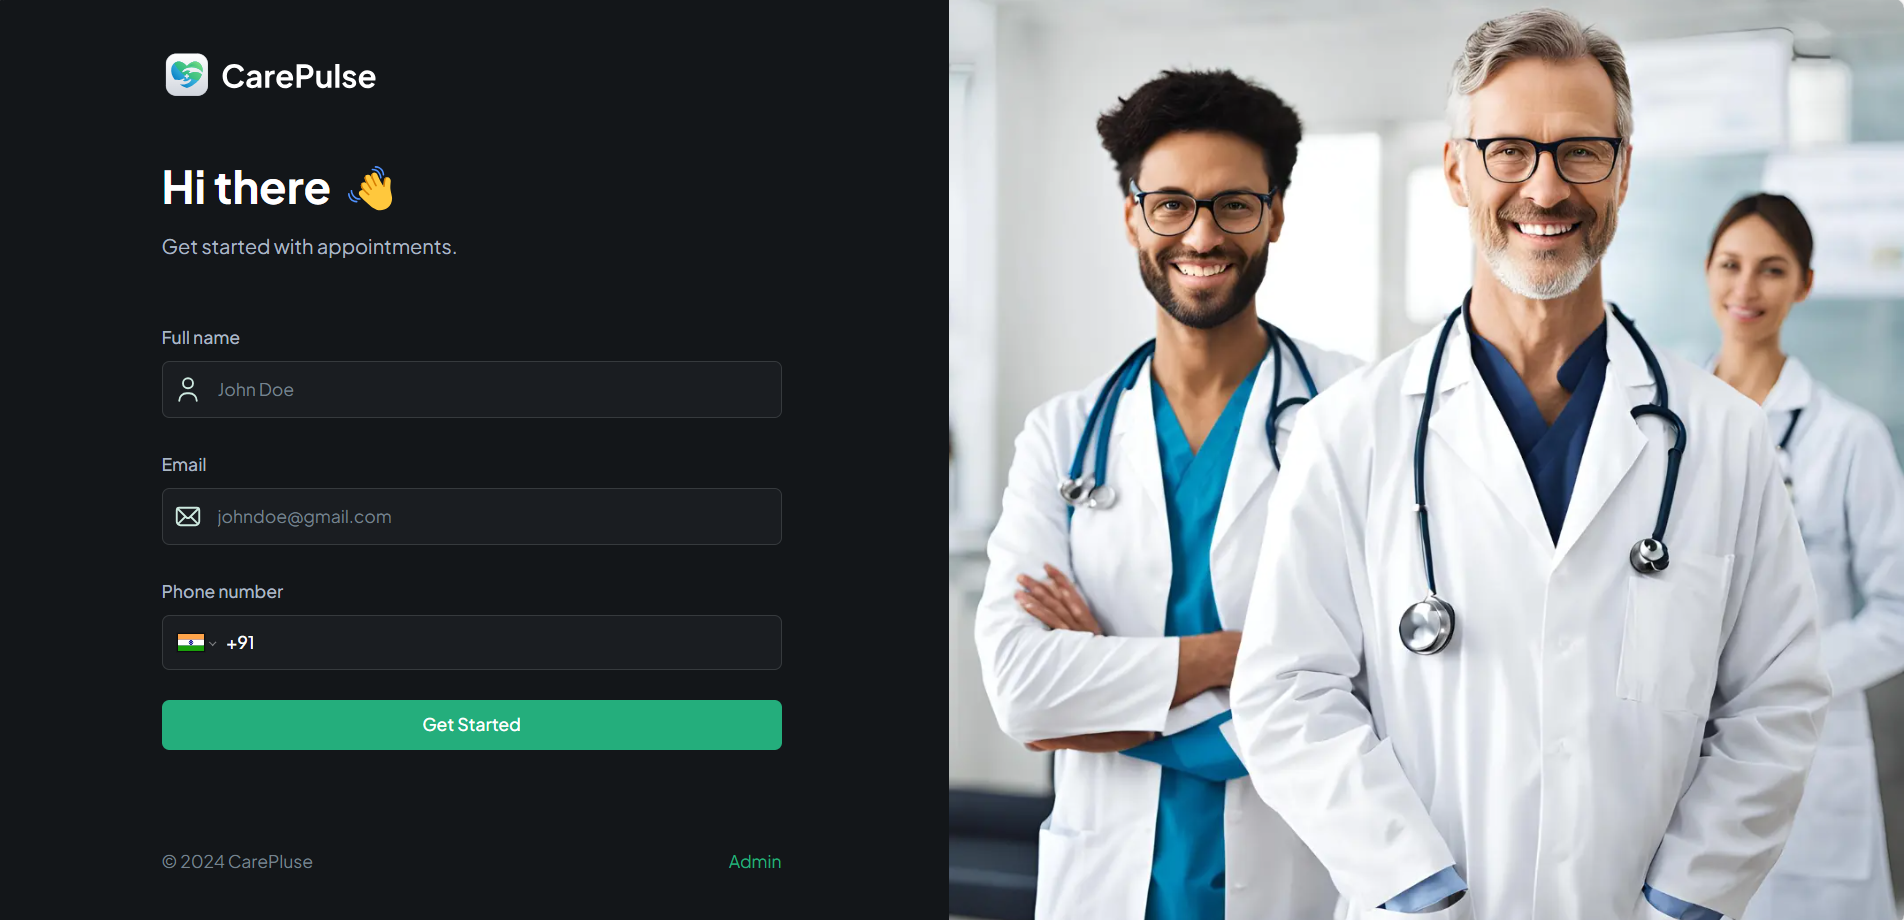 CarePulse
Hi there 👋
Get started with appointments.
Full name
John Doe
Email
johndoe@gmail.com
Phone number
+91
Get Started
© 2024 CarePluse
Admin